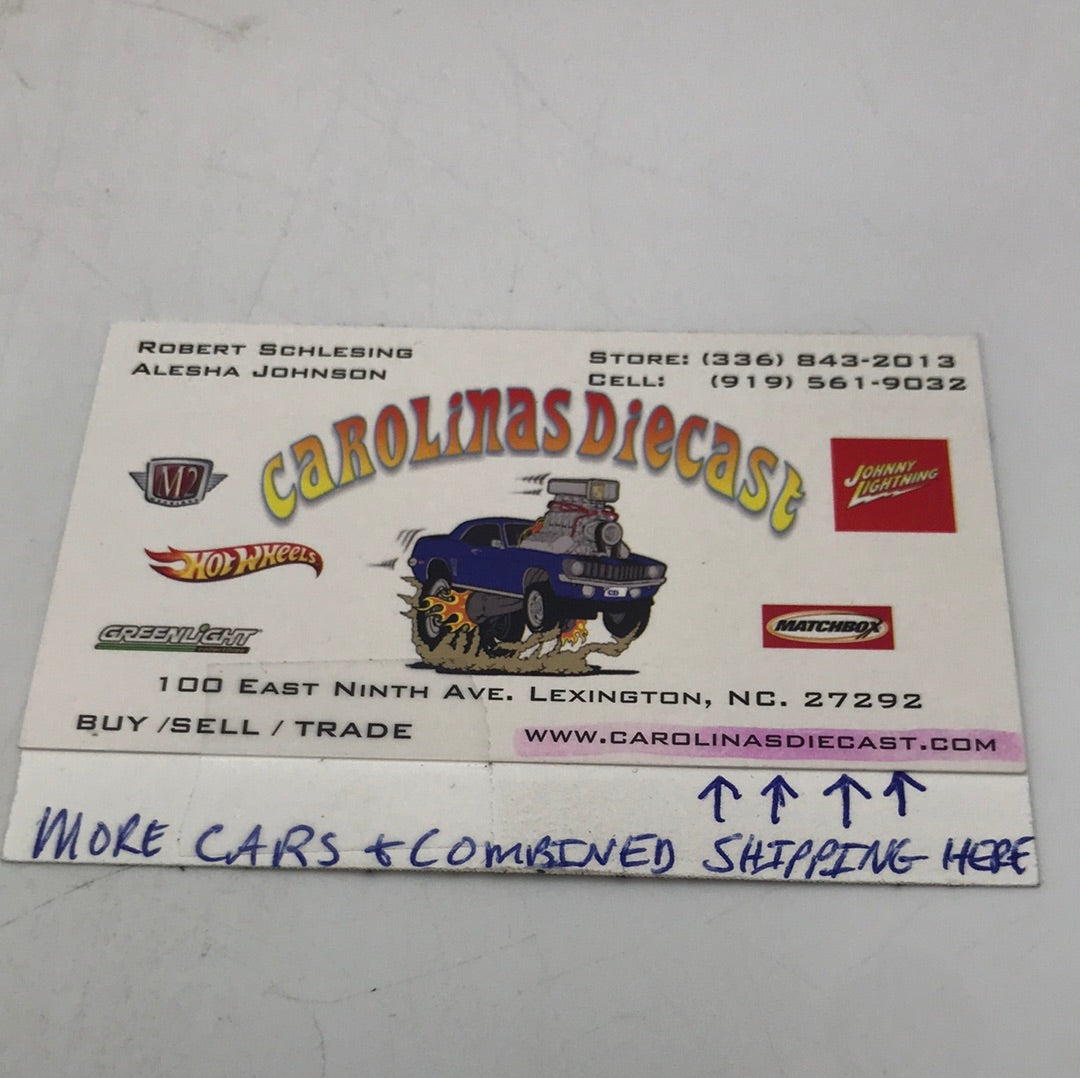 ROBERT SCHLESING
ALESHA JOHNSON
STORE: (336) 843-2013
CELL: (919) 561-9032
CAROLiNAS DiECAST
M2
JOHNNY
LIGHTNING
HOT WHEELS
GREENLiGHT
MATCHBOX
100 EAST NINTH AVE. LEXINGTON, NC. 27292
BUY /SELL / TRADE
WWW.CAROLINASDIECAST.COM
↑ ↑ ↑ ↑
MORE CARS + COMBINED SHIPPING HERE